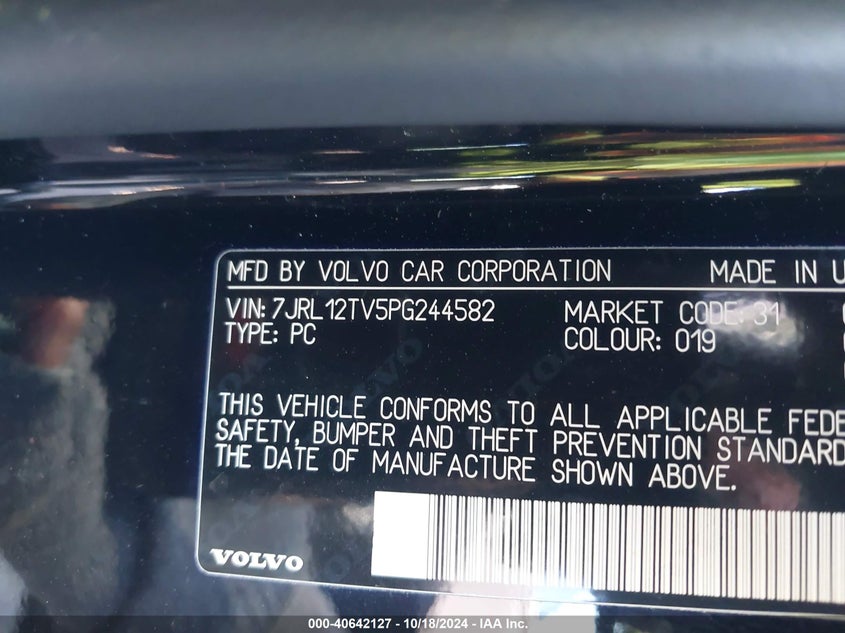 MFD BY VOLVO CAR CORPORATION MADE IN U
VIN: 7JRL12TV5PG244582 MARKET CODE: 31
TYPE: PC COLOUR: 019
THIS VEHICLE CONFORMS TO ALL APPLICABLE FEDE
SAFETY, BUMPER AND THEFT PREVENTION STANDARD
THE DATE OF MANUFACTURE SHOWN ABOVE.
VOLVO
000-40642127 - 10/18/2024 - IAA Inc.